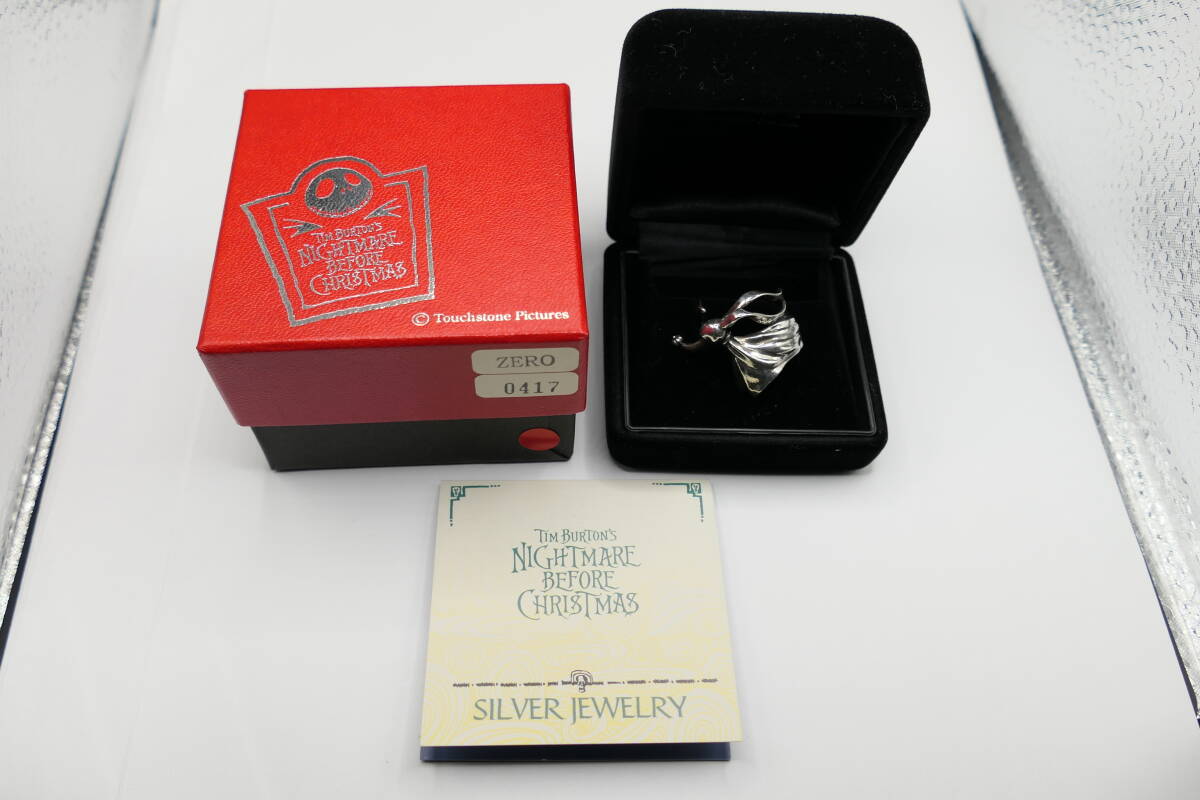 TIM BURTON'S
NIGHTMARE
BEFORE
CHRISTMAS
© Touchstone Pictures
ZERO
0417
TIM BURTON'S
NIGHTMARE
BEFORE
CHRISTMAS
SILVER JEWELRY